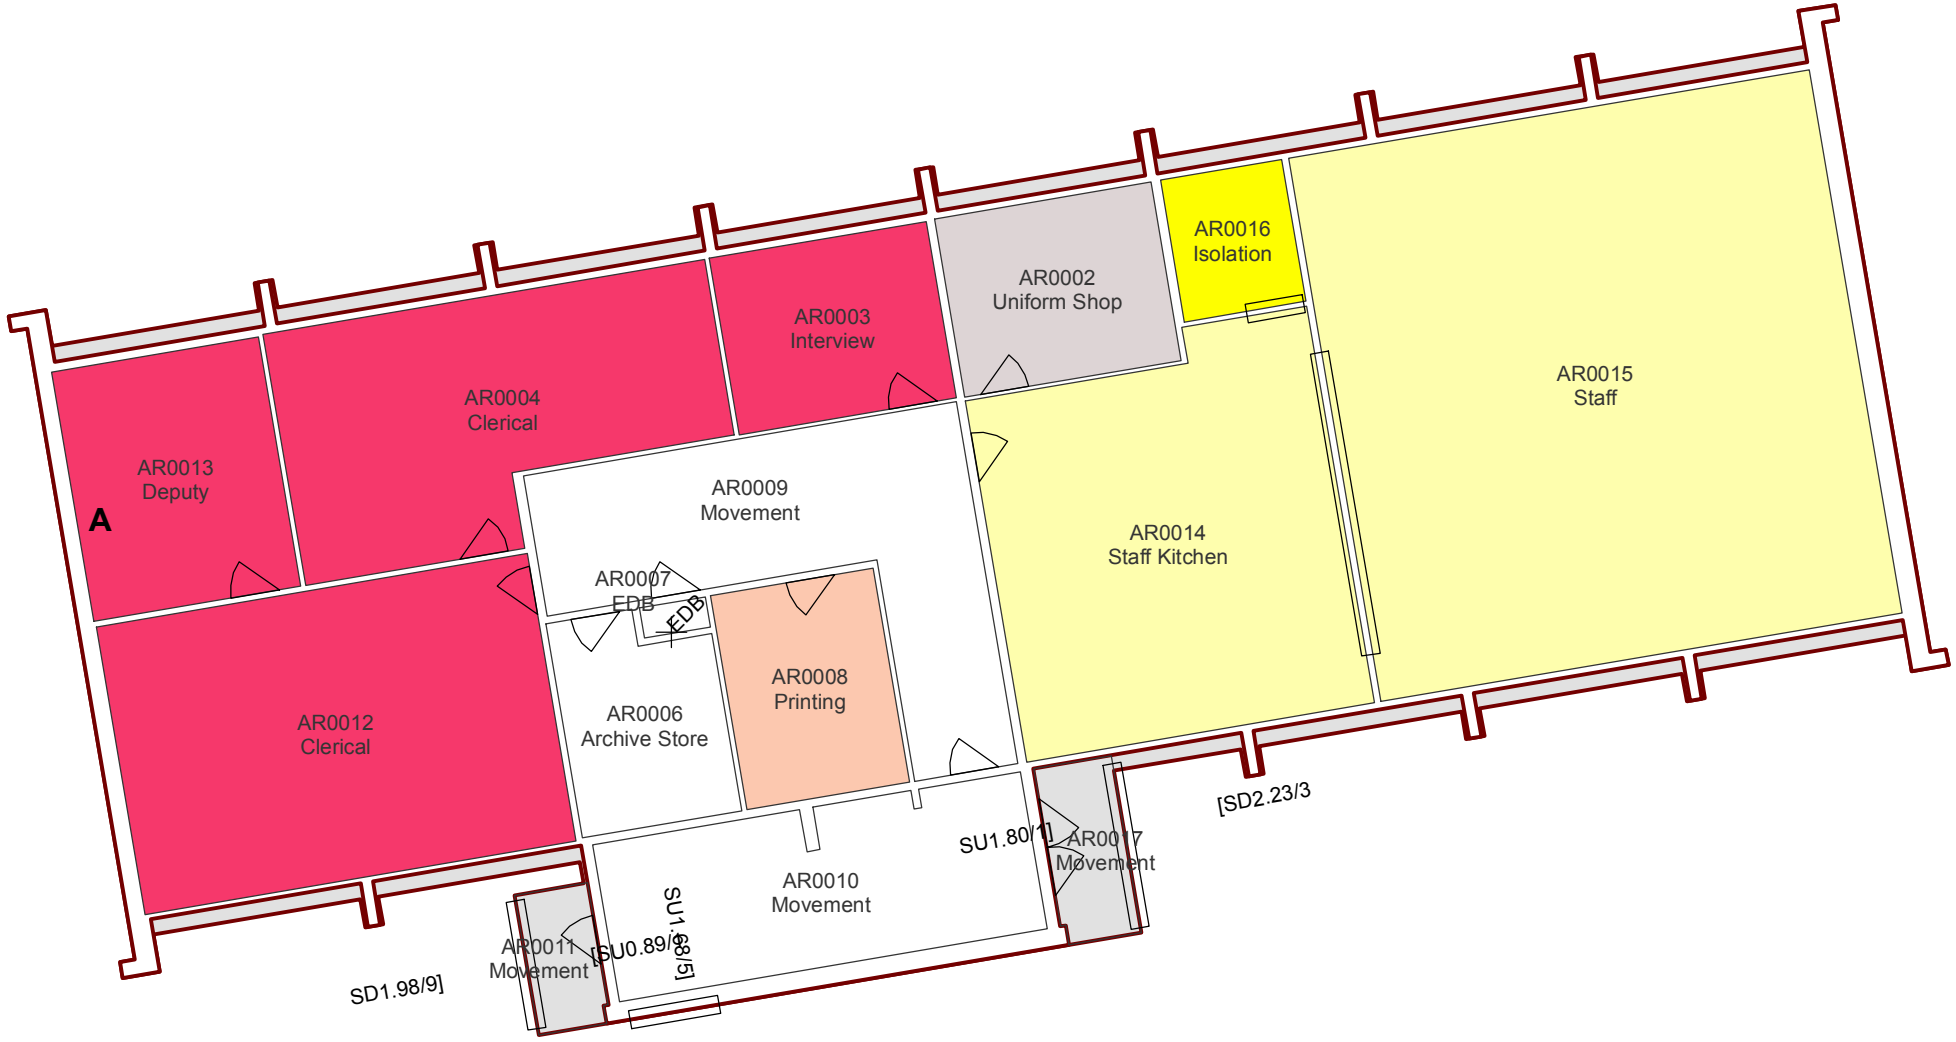 AR0016
Isolation
AR0002
Uniform Shop
AR0003
Interview
AR0015
Staff
AR0004
Clerical
AR0013
Deputy
A
AR0009
Movement
AR0014
Staff Kitchen
AR0007
EDB
EDB
AR0008
Printing
AR0006
Archive Store
AR0012
Clerical
[SD2.23/3
SU1.80/1]
AR0017
Movement
AR0010
Movement
SU1.68/5]
AR0011
Movement
[SU0.89/
SD1.98/9]